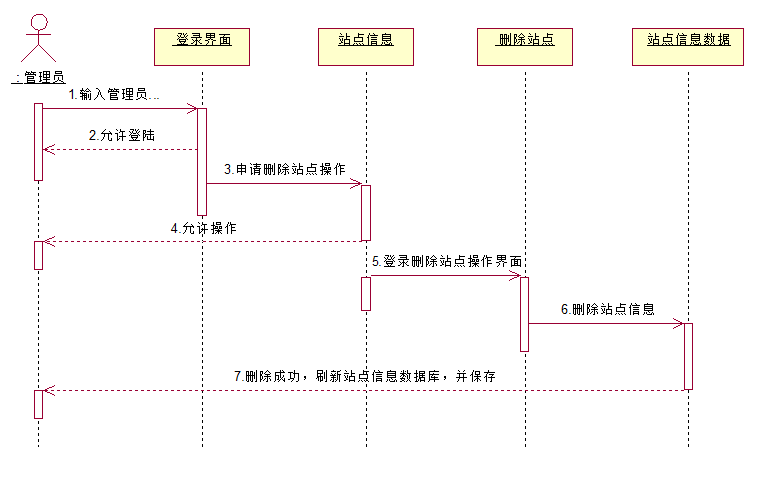 登录界面
站点信息
删除站点
站点信息数据
: 管理员
1.输入管理员...
2.允许登陆
3.申请删除站点操作
4.允许操作
5.登录删除站点操作界面
6.删除站点信息
7.删除成功，刷新站点信息数据库，并保存